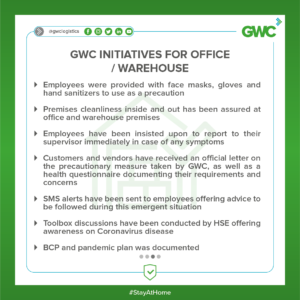 @gwclogistics
GWC
GWC INITIATIVES FOR OFFICE
/ WAREHOUSE
Employees were provided with face masks, gloves and
hand sanitizers to use as a precaution
Premises cleanliness inside and out has been assured at
office and warehouse premises
Employees have been insisted upon to report to their
supervisor immediately in case of any symptoms
Customers and vendors have received an official letter on
the precautionary measure taken by GWC, as well as a
health questionnaire documenting their requirements and
concerns
SMS alerts have been sent to employees offering advice to
be followed during this emergent situation
Toolbox discussions have been conducted by HSE offering
awareness on Coronavirus disease
BCP and pandemic plan was documented
#StayAtHome